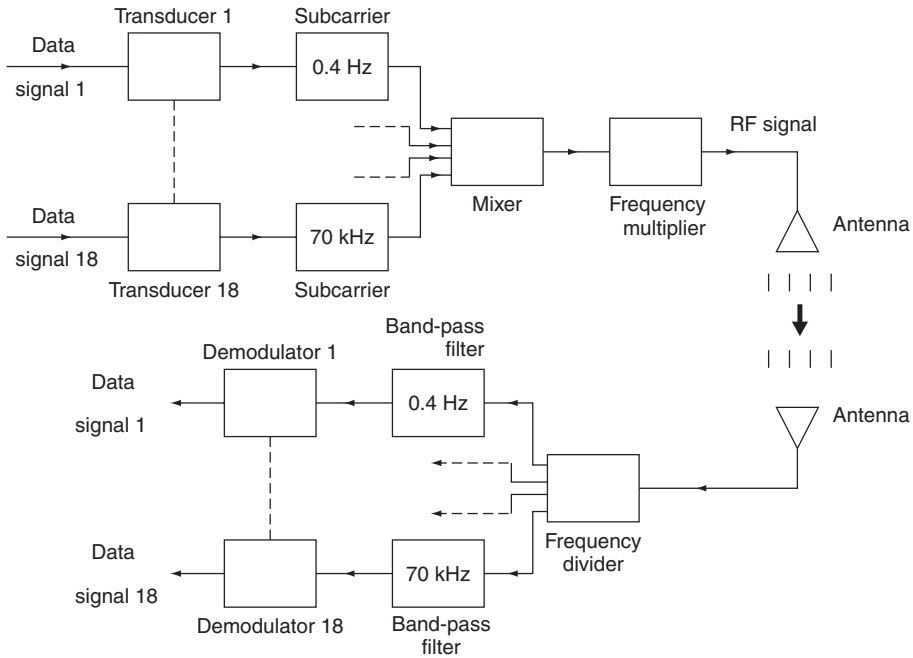 Transducer 1
Subcarrier
Data
signal 1
0.4 Hz
RF signal
Mixer
Frequency
multiplier
Antenna
Data
signal 18
70 kHz
Transducer 18
Subcarrier
Band-pass
filter
Demodulator 1
Data
signal 1
0.4 Hz
Antenna
Frequency
divider
Data
signal 18
70 kHz
Demodulator 18
Band-pass
filter